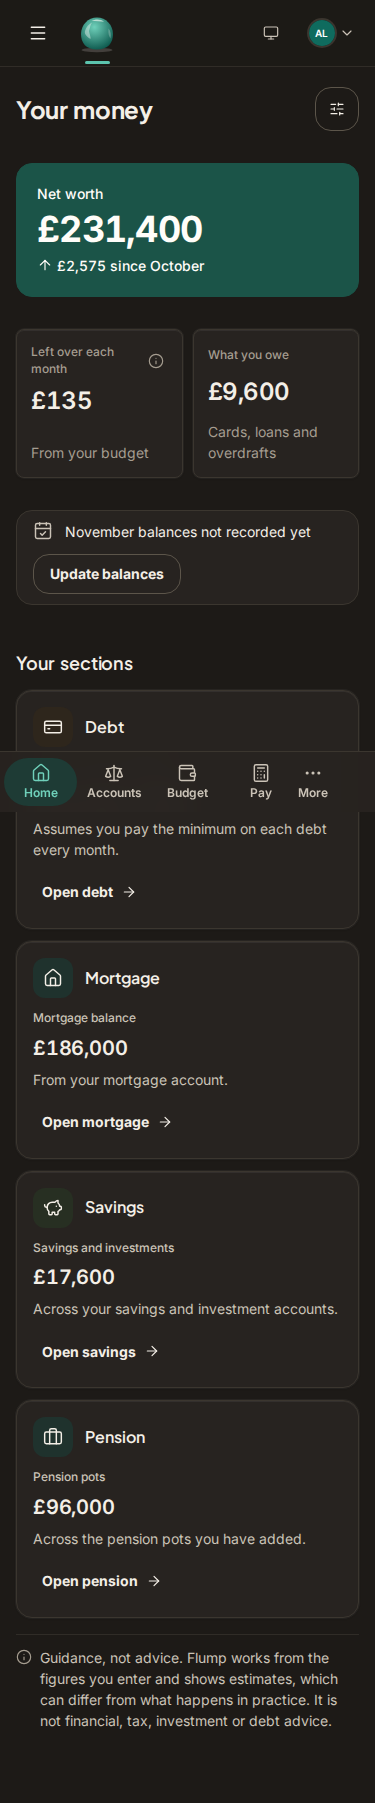 AL
Your money
Net worth
£231,400
£2,575 since October
Left over each
month
£135
From your budget
What you owe
£9,600
Cards, loans and
overdrafts
November balances not recorded yet
Update balances
Your sections
Debt
Home
Accounts
Budget
Pay
More
Assumes you pay the minimum on each debt
every month.
Open debt
Mortgage
Mortgage balance
£186,000
From your mortgage account.
Open mortgage
Savings
Savings and investments
£17,600
Across your savings and investment accounts.
Open savings
Pension
Pension pots
£96,000
Across the pension pots you have added.
Open pension
Guidance, not advice. Flump works from the
figures you enter and shows estimates, which
can differ from what happens in practice. It is
not financial, tax, investment or debt advice.